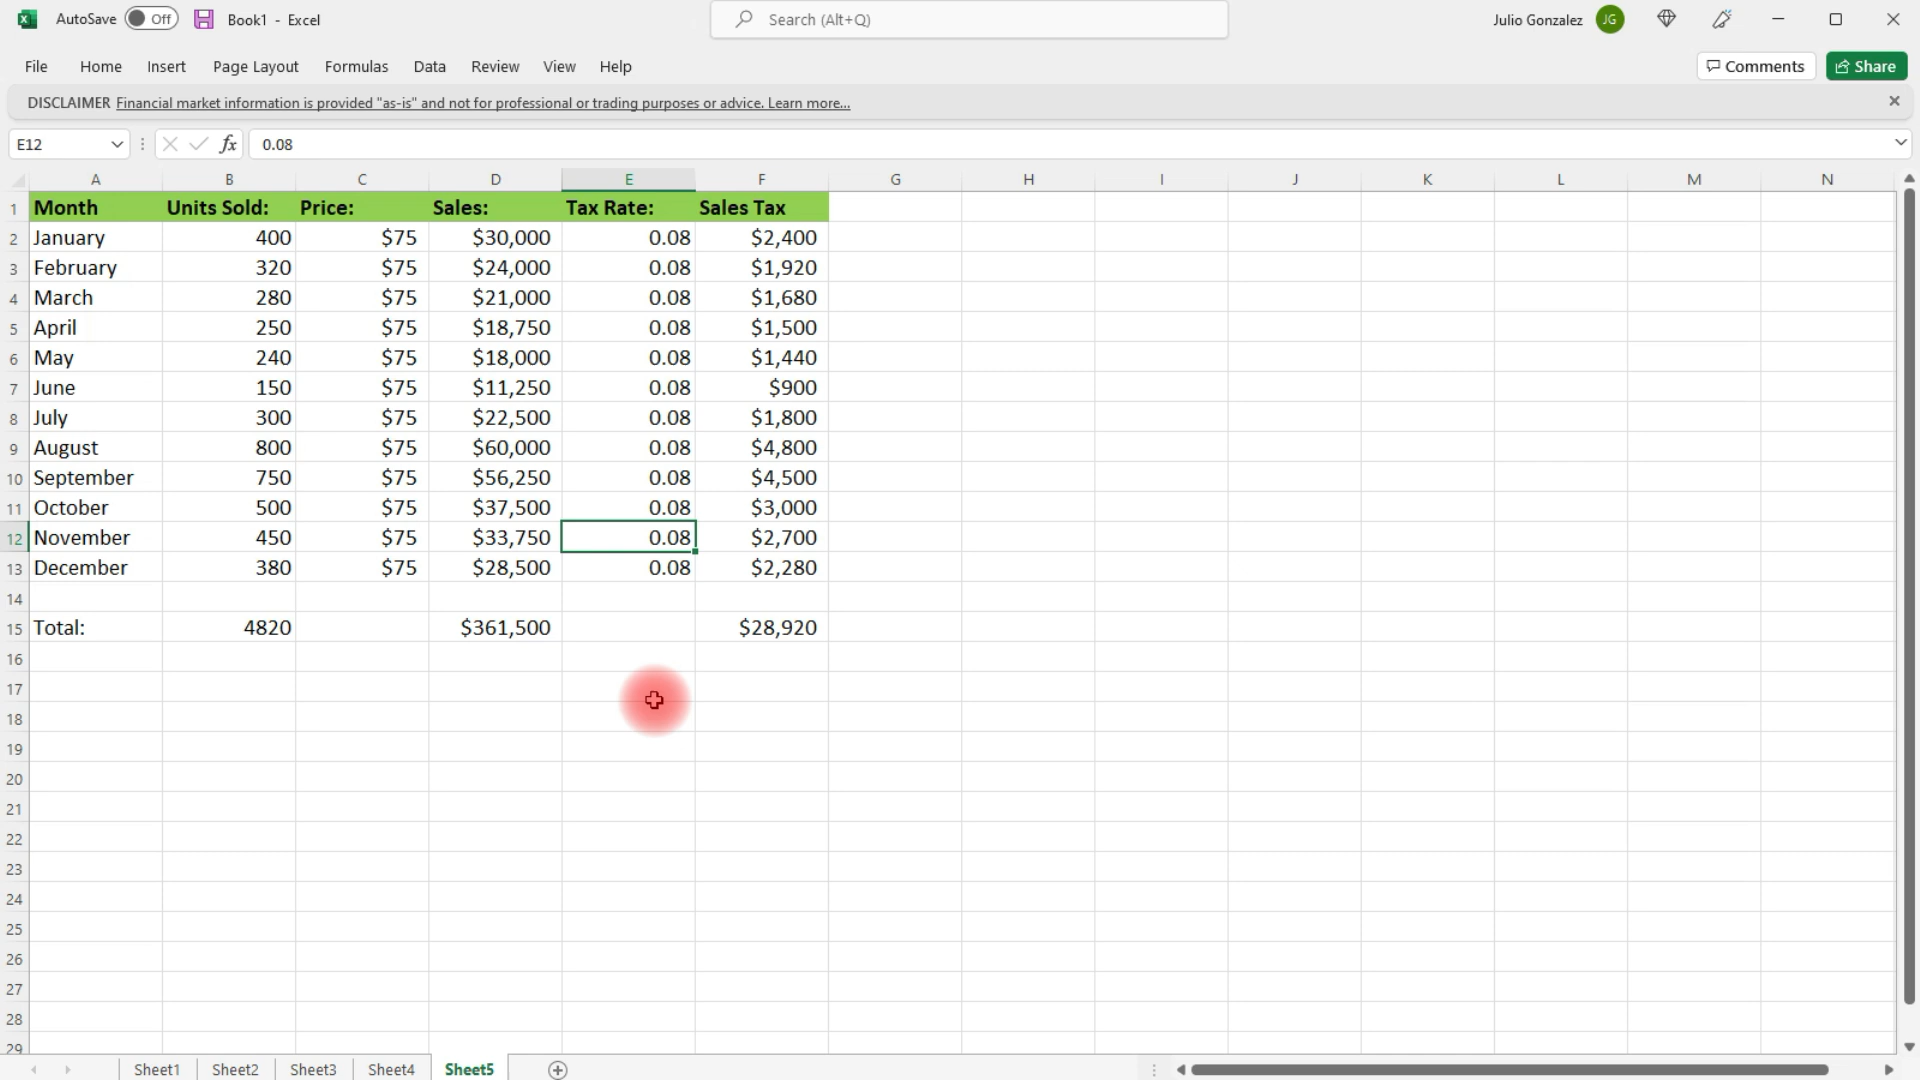 AutoSave Off Book1 - Excel Search (Alt+Q) Julio Gonzalez JG
File Home Insert Page Layout Formulas Data Review View Help Comments Share
DISCLAIMER Financial market information is provided "as-is" and not for professional or trading purposes or advice. Learn more...
E12 fx 0.08
A B C D E F G H I J K L M N
1 Month Units Sold: Price: Sales: Tax Rate: Sales Tax
2 January 400 $75 $30,000 0.08 $2,400
3 February 320 $75 $24,000 0.08 $1,920
4 March 280 $75 $21,000 0.08 $1,680
5 April 250 $75 $18,750 0.08 $1,500
6 May 240 $75 $18,000 0.08 $1,440
7 June 150 $75 $11,250 0.08 $900
8 July 300 $75 $22,500 0.08 $1,800
9 August 800 $75 $60,000 0.08 $4,800
10 September 750 $75 $56,250 0.08 $4,500
11 October 500 $75 $37,500 0.08 $3,000
12 November 450 $75 $33,750 0.08 $2,700
13 December 380 $75 $28,500 0.08 $2,280
14
15 Total: 4820 $361,500 $28,920
16
17
18
19
20
21
22
23
24
25
26
27
28
29
Sheet1 Sheet2 Sheet3 Sheet4 Sheet5